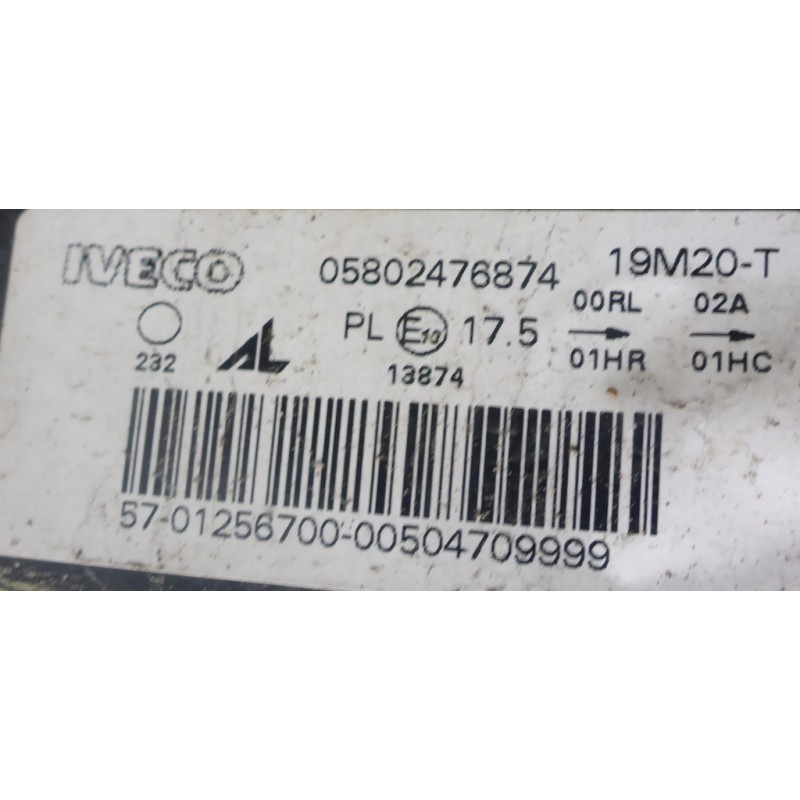 IVECO 05802476874 19M20-T
PL E13 17.5 00RL 02A
232 AL 13874 01HR 01HC
57-01256700-00504709999